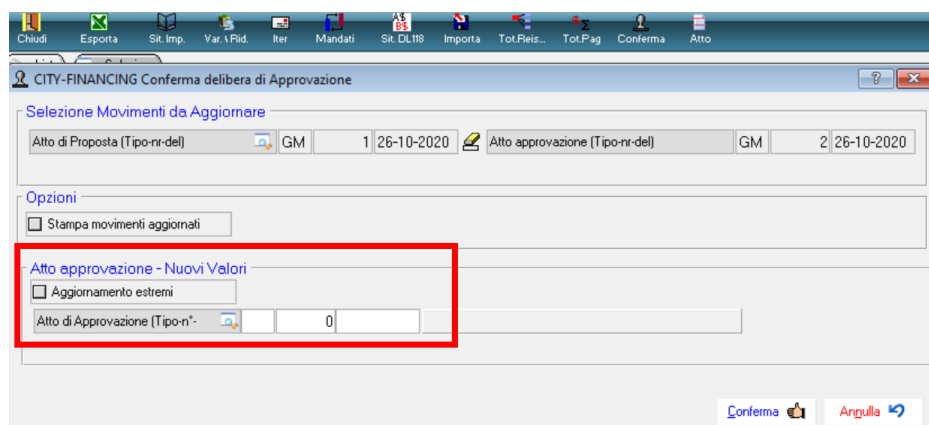 Chiudi Esporta Sit. Imp. Var. \ Rid. Iter Mandati Sit. DL118 Importa Tot.Reis... Tot.Pag Conferma Atto
CITY-FINANCING Conferma delibera di Approvazione
Selezione Movimenti da Aggiornare
Atto di Proposta (Tipo-nr-del) GM 1 26-10-2020 Atto approvazione (Tipo-nr-del) GM 2 26-10-2020
Opzioni
Stampa movimenti aggiornati
Atto approvazione - Nuovi Valori
Aggiornamento estremi
Atto di Approvazione (Tipo-n°- 0
Conferma Annulla